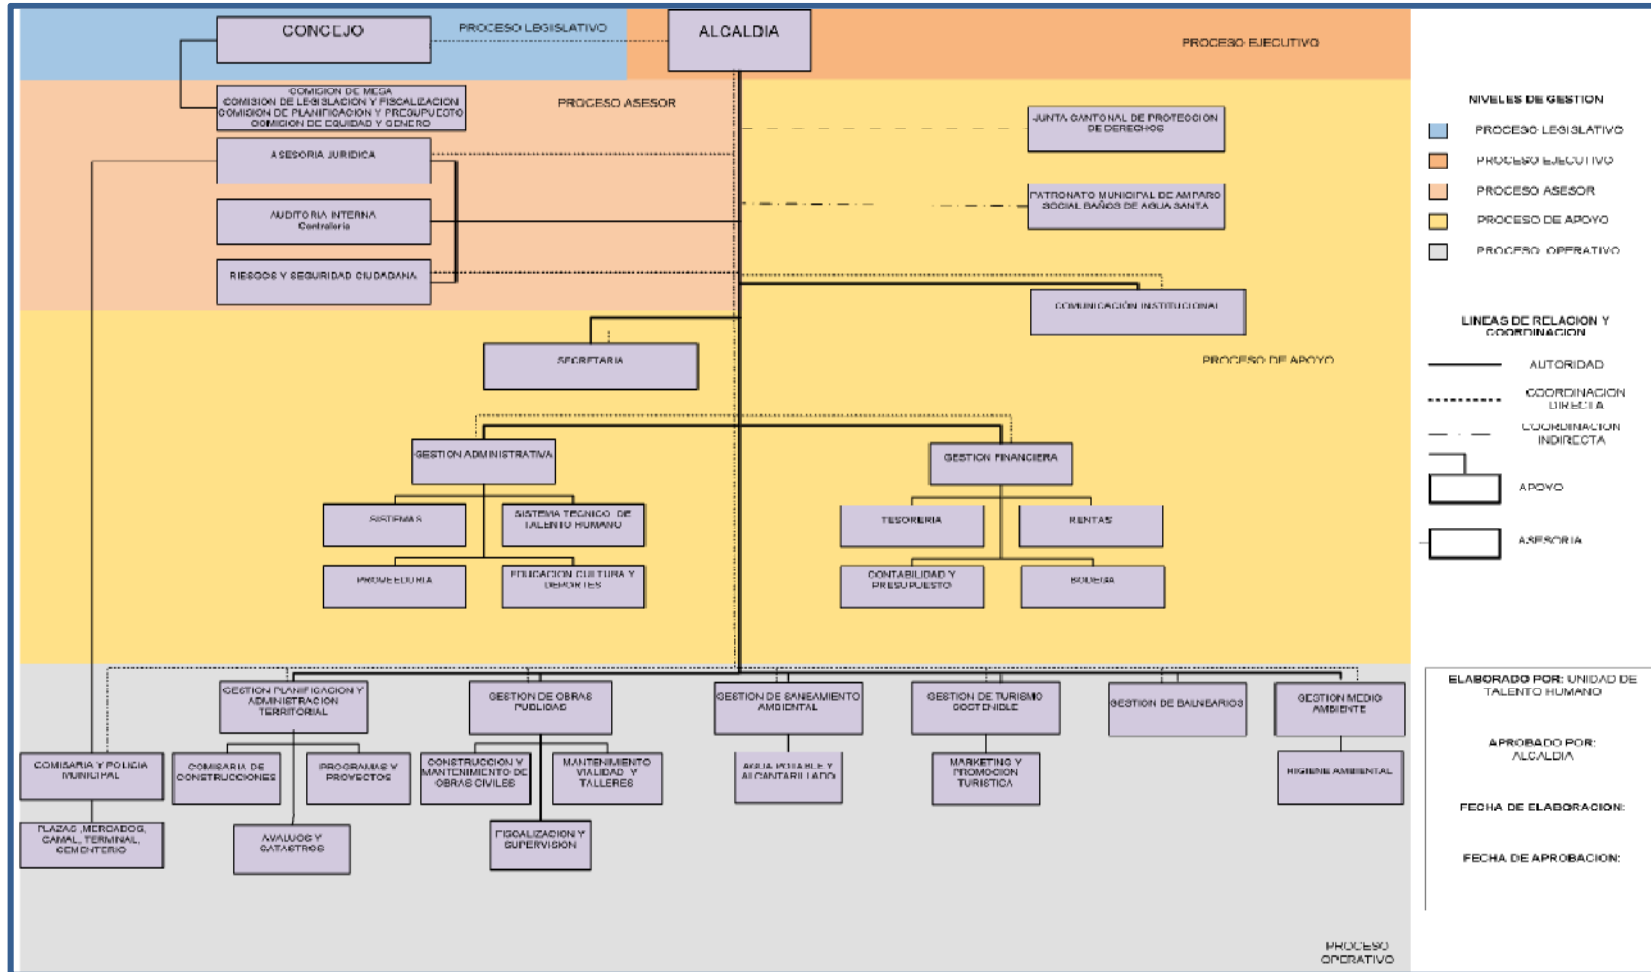 CONCEJO
PROCESO LEGISLATIVO
ALCALDIA
PROCESO EJECUTIVO
COMISION DE MESA
COMISION DE LEGISLACION Y FISCALIZACION
COMISION DE PLANIFICACION Y PRESUPUESTO
COMISION DE EQUIDAD Y GENERO
PROCESO ASESOR
JUNTA CANTONAL DE PROTECCION
DE DERECHOS
ASESORIA JURIDICA
PATRONATO MUNICIPAL DE AMPARO
SOCIAL BAÑOS DE AGUA SANTA
AUDITORIA INTERNA
Contraloria
RIESGOS Y SEGURIDAD CIUDADANA
COMUNICACIÓN INSTITUCIONAL
SECRETARIA
PROCESO DE APOYO
GESTION ADMINISTRATIVA
GESTION FINANCIERA
SISTEMAS
SISTEMA TECNICO DE
TALENTO HUMANO
TESORERIA
RENTAS
PROVEEDURIA
EDUCACION CULTURA Y
DEPORTES
CONTABILIDAD Y
PRESUPUESTO
BODEGA
GESTION PLANIFICACION Y
ADMINISTRACION
TERRITORIAL
GESTION DE OBRAS
PUBLICAS
GESTION DE SANEAMIENTO
AMBIENTAL
GESTION DE TURISMO
SOSTENIBLE
GESTION DE BALNEARIOS
GESTION MEDIO
AMBIENTE
COMISARIA Y POLICIA
MUNICIPAL
COMISARIA DE
CONSTRUCCIONES
PROGRAMAS Y
PROYECTOS
CONSTRUCCION Y
MANTENIMIENTO DE
OBRAS CIVILES
MANTENIMIENTO
VIALIDAD Y
TALLERES
AGUA POTABLE Y
ALCANTARILLADO
MARKETING Y
PROMOCION
TURISTICA
HIGIENE AMBIENTAL
PLAZAS ,MERCADOS,
CAMAL, TERMINAL,
CEMENTERIO
AVALUOS Y
CATASTROS
FISCALIZACION Y
SUPERVISIÓN
PROCESO
OPERATIVO
NIVELES DE GESTION
PROCESO LEGISLATIVO
PROCESO EJECUTIVO
PROCESO ASESOR
PROCESO DE APOYO
PROCESO OPERATIVO
LINEAS DE RELACION Y
COORDINACION
AUTORIDAD
COORDINACION
DIRECTA
COORDINACION
INDIRECTA
APOYO
ASESORIA
ELABORADO POR: UNIDAD DE
TALENTO HUMANO
APROBADO POR:
ALCALDIA
FECHA DE ELABORACION:
FECHA DE APROBACION: